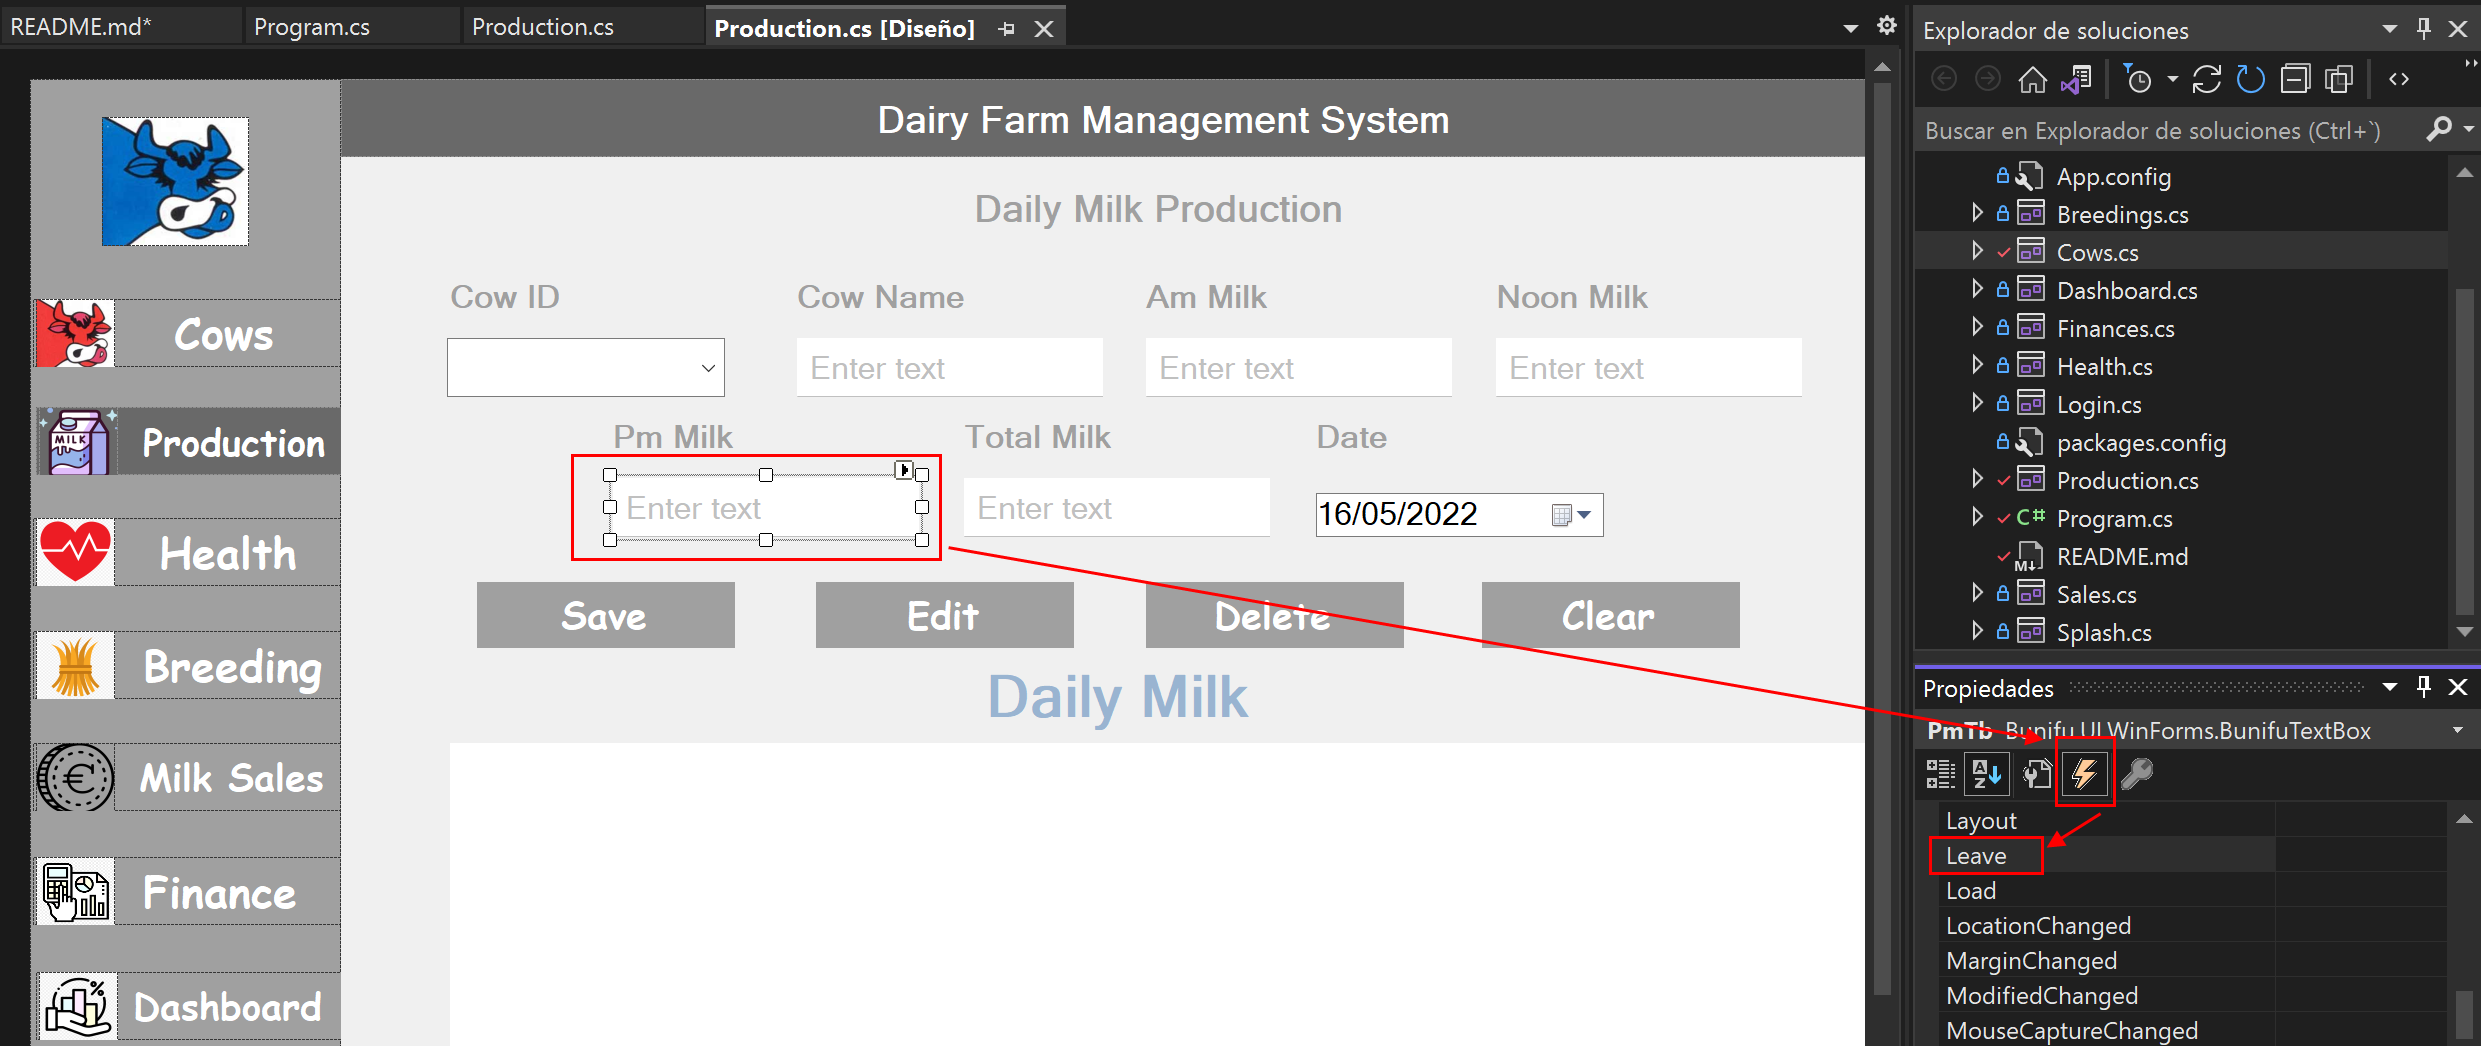 README.md*
Program.cs
Production.cs
Production.cs [Diseño]
Dairy Farm Management System
Daily Milk Production
Cow ID
Cow Name
Am Milk
Noon Milk
Enter text
Enter text
Enter text
Pm Milk
Total Milk
Date
Enter text
Enter text
16/05/2022
Save
Edit
Delete
Clear
Daily Milk
Cows
MILK
Production
Health
Breeding
Milk Sales
Finance
Dashboard
Explorador de soluciones
Buscar en Explorador de soluciones (Ctrl+`)
App.config
Breedings.cs
Cows.cs
Dashboard.cs
Finances.cs
Health.cs
Login.cs
packages.config
Production.cs
C# Program.cs
M↓ README.md
Sales.cs
Splash.cs
Propiedades
PmTb Bunifu.UI.WinForms.BunifuTextBox
Layout
Leave
Load
LocationChanged
MarginChanged
ModifiedChanged
MouseCaptureChanged